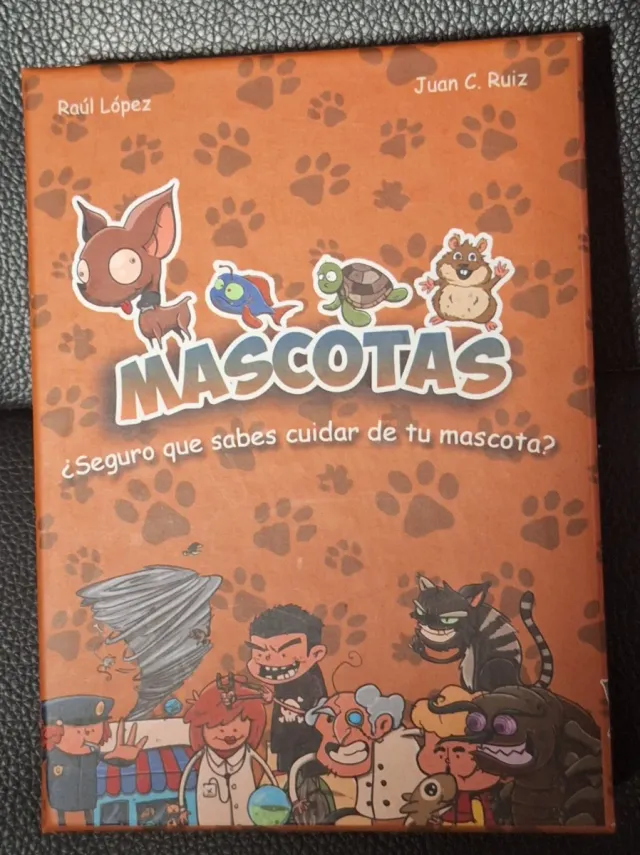 Raúl López
Juan C. Ruiz
MASCOTAS
¿Seguro que sabes cuidar de tu mascota?